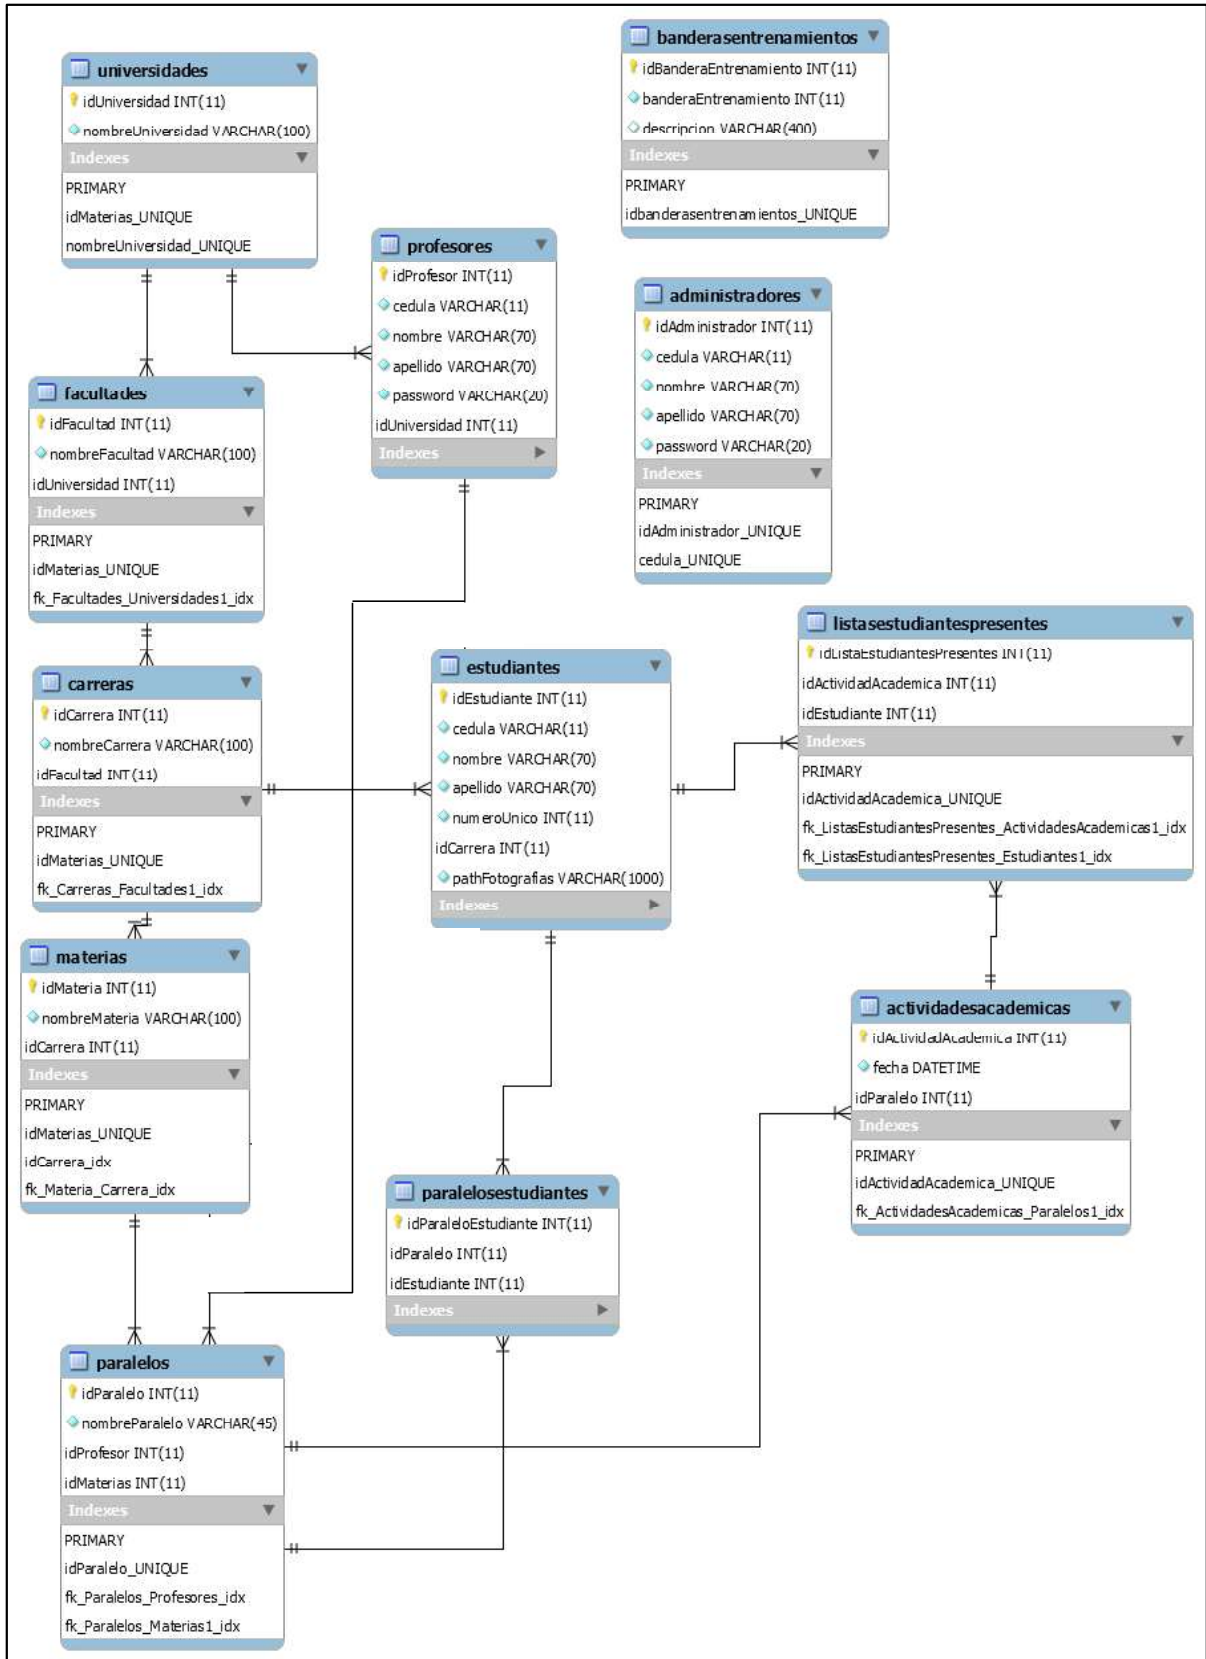 universidades
idUniversidad INT(11)
nombreUniversidad VARCHAR(100)
Indexes
PRIMARY
idMaterias_UNIQUE
nombreUniversidad_UNIQUE
banderasentrenamientos
idBanderaEntrenamiento INT(11)
banderaEntrenamiento INT(11)
descripcion VARCHAR(400)
Indexes
PRIMARY
idbanderasentrenamientos_UNIQUE
profesores
idProfesor INT(11)
cedula VARCHAR(11)
nombre VARCHAR(70)
apellido VARCHAR(70)
password VARCHAR(20)
idUniversidad INT(11)
Indexes
administradores
idAdministrador INT(11)
cedula VARCHAR(11)
nombre VARCHAR(70)
apellido VARCHAR(70)
password VARCHAR(20)
Indexes
PRIMARY
idAdministrador_UNIQUE
cedula_UNIQUE
facultades
idFacultad INT(11)
nombreFacultad VARCHAR(100)
idUniversidad INT(11)
Indexes
PRIMARY
idMaterias_UNIQUE
fk_Facultades_Universidades1_idx
carreras
idCarrera INT(11)
nombreCarrera VARCHAR(100)
idFacultad INT(11)
Indexes
PRIMARY
idMaterias_UNIQUE
fk_Carreras_Facultades1_idx
estudiantes
idEstudiante INT(11)
cedula VARCHAR(11)
nombre VARCHAR(70)
apellido VARCHAR(70)
numeroUnico INT(11)
idCarrera INT(11)
pathFotografias VARCHAR(1000)
Indexes
listasestudiantespresentes
idListaEstudiantesPresentes INT(11)
idActividadAcademica INT(11)
idEstudiante INT(11)
Indexes
PRIMARY
idActividadAcademica_UNIQUE
fk_ListasEstudiantesPresentes_ActividadesAcademicas1_idx
fk_ListasEstudiantesPresentes_Estudiantes1_idx
materias
idMateria INT(11)
nombreMateria VARCHAR(100)
idCarrera INT(11)
Indexes
PRIMARY
idMaterias_UNIQUE
idCarrera_idx
fk_Materia_Carrera_idx
actividadesacademicas
idActividadAcademica INT(11)
fecha DATETIME
idParalelo INT(11)
Indexes
PRIMARY
idActividadAcademica_UNIQUE
fk_ActividadesAcademicas_Paralelos1_idx
paralelosestudiantes
idParaleloEstudiante INT(11)
idParalelo INT(11)
idEstudiante INT(11)
Indexes
paralelos
idParalelo INT(11)
nombreParalelo VARCHAR(45)
idProfesor INT(11)
idMaterias INT(11)
Indexes
PRIMARY
idParalelo_UNIQUE
fk_Paralelos_Profesores_idx
fk_Paralelos_Materias1_idx